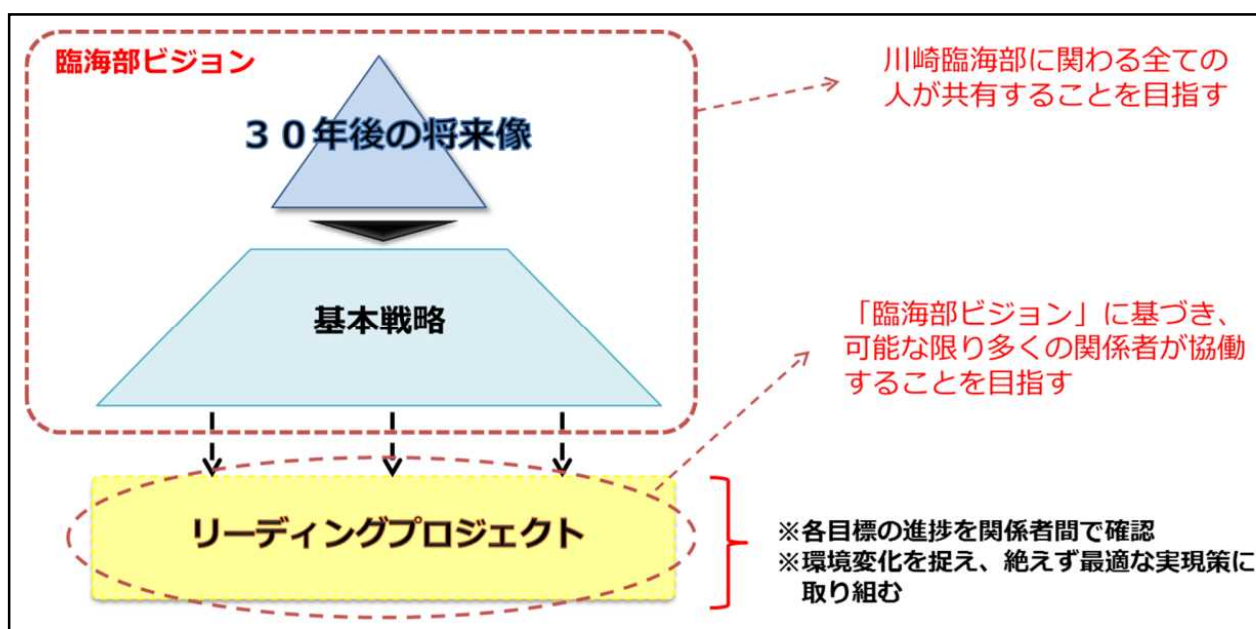 臨海部ビジョン
３０年後の将来像
基本戦略
リーディングプロジェクト
川崎臨海部に関わる全ての
人が共有することを目指す
「臨海部ビジョン」に基づき、
可能な限り多くの関係者が協働
することを目指す
※各目標の進捗を関係者間で確認
※環境変化を捉え、絶えず最適な実現策に
取り組む